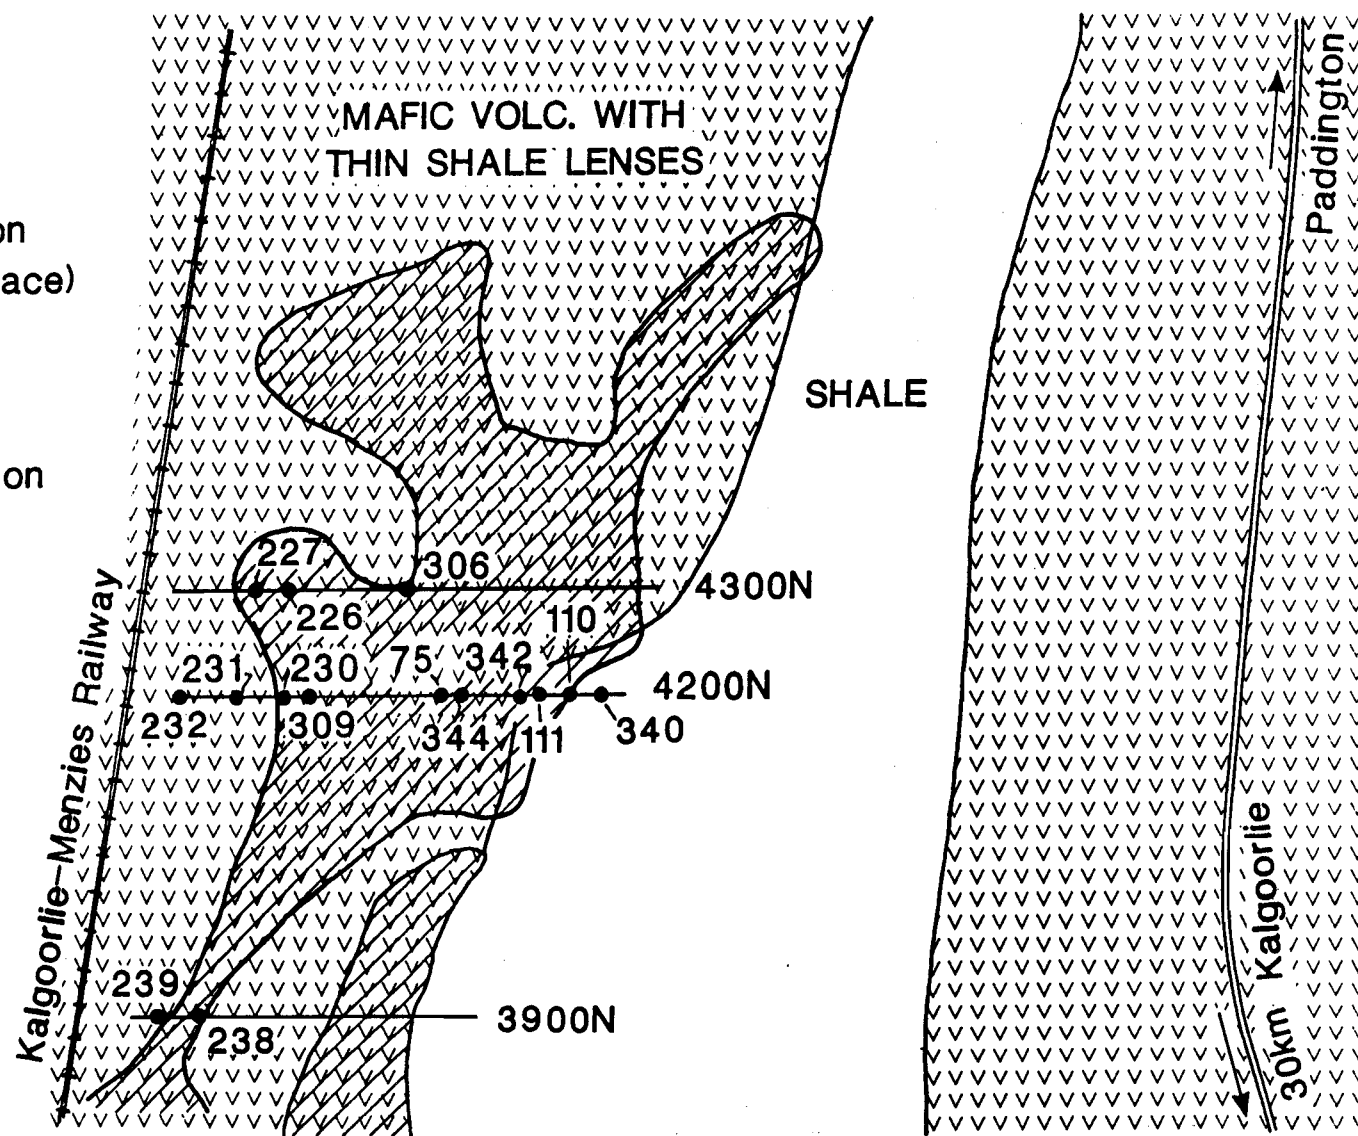 MAFIC VOLC. WITH
THIN SHALE LENSES
Paddington
on
ace)
SHALE
on
227
306
4300N
226
110
231
230
75
342
4200N
232
309
344
111
340
Kalgoorlie-Menzies Railway
30km Kalgoorlie
239
3900N
238